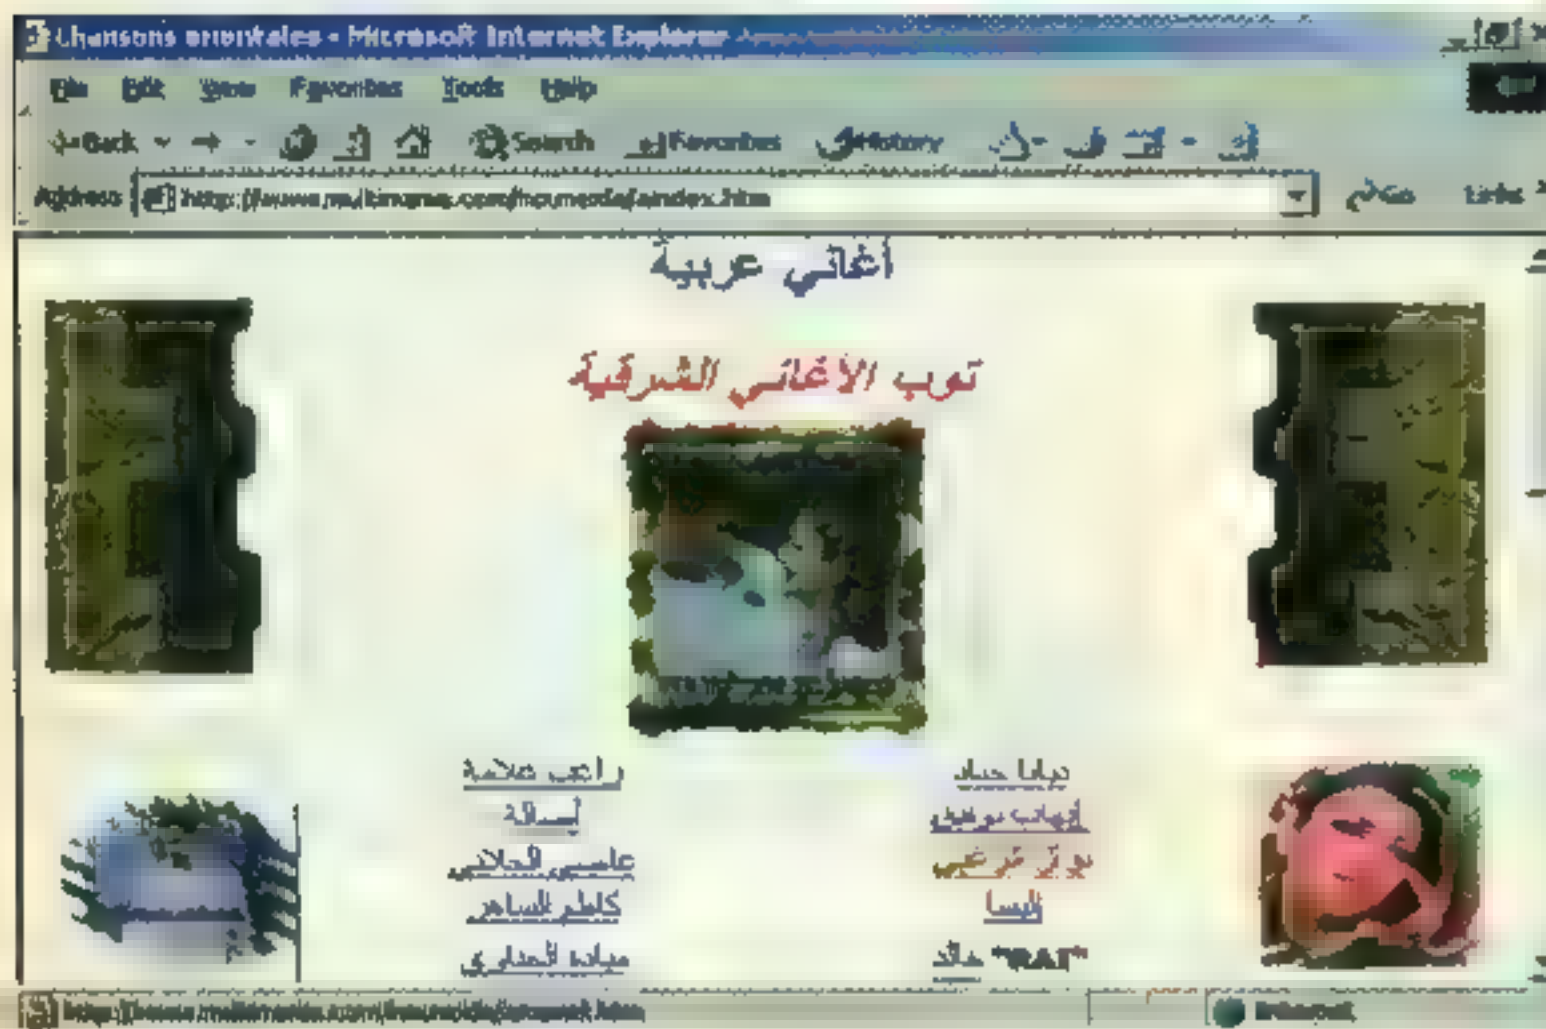 Chansons orientales - Microsoft Internet Explorer
File Edit View Favorites Tools Help
Back Search Favorites History
Address Go Links
أغاني عربية
توب الأغاني الشرقية
راغب علامة ديانا حداد
أصالة إيهاب توفيق
عاصي الحلاني
كاظم الساهر إليسا
ميادة الحناوي خالد "RAI"
Internet